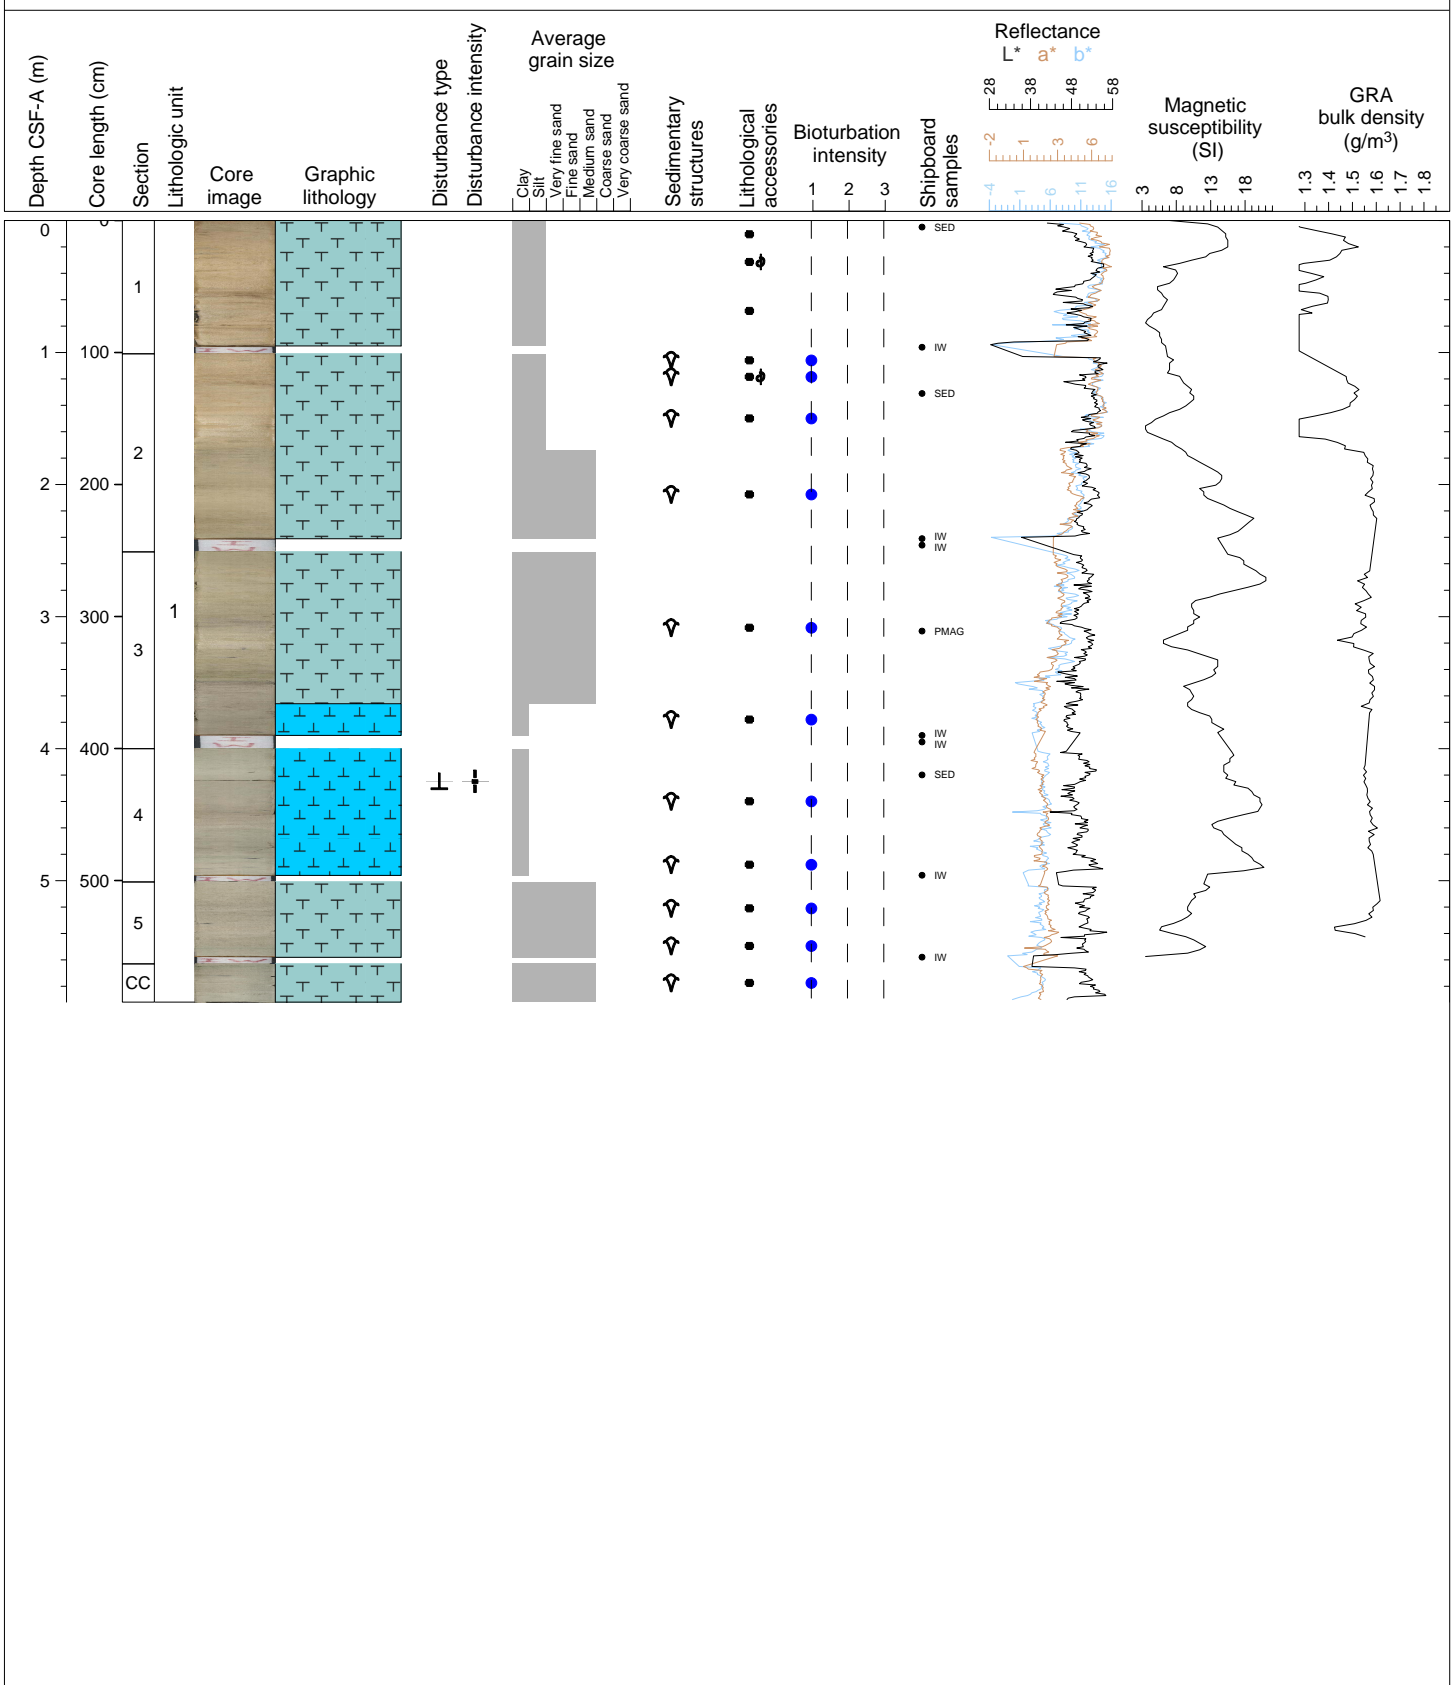 Depth CSF-A (m)
Core length (cm)
Section
Lithologic unit
Core
image
Graphic
lithology
Disturbance type
Disturbance intensity
Average
grain size
Clay
Silt
Very fine sand
Fine sand
Medium sand
Coarse sand
Very coarse sand
Sedimentary
structures
Lithological
accessories
Bioturbation
intensity
1 2 3
Shipboard
samples
Reflectance
L* a* b*
28 38 48 58
-2 1 3 6
-4 1 6 11 16
Magnetic
susceptibility
(SI)
3 8 13 18
GRA
bulk density
(g/m³)
1.3 1.4 1.5 1.6 1.7 1.8
0 0
SED
1
1 100
IW
SED
2
2 200
IW
IW
1
3 300
PMAG
3
IW
4 400
IW
SED
4
5 500
IW
5
IW
CC